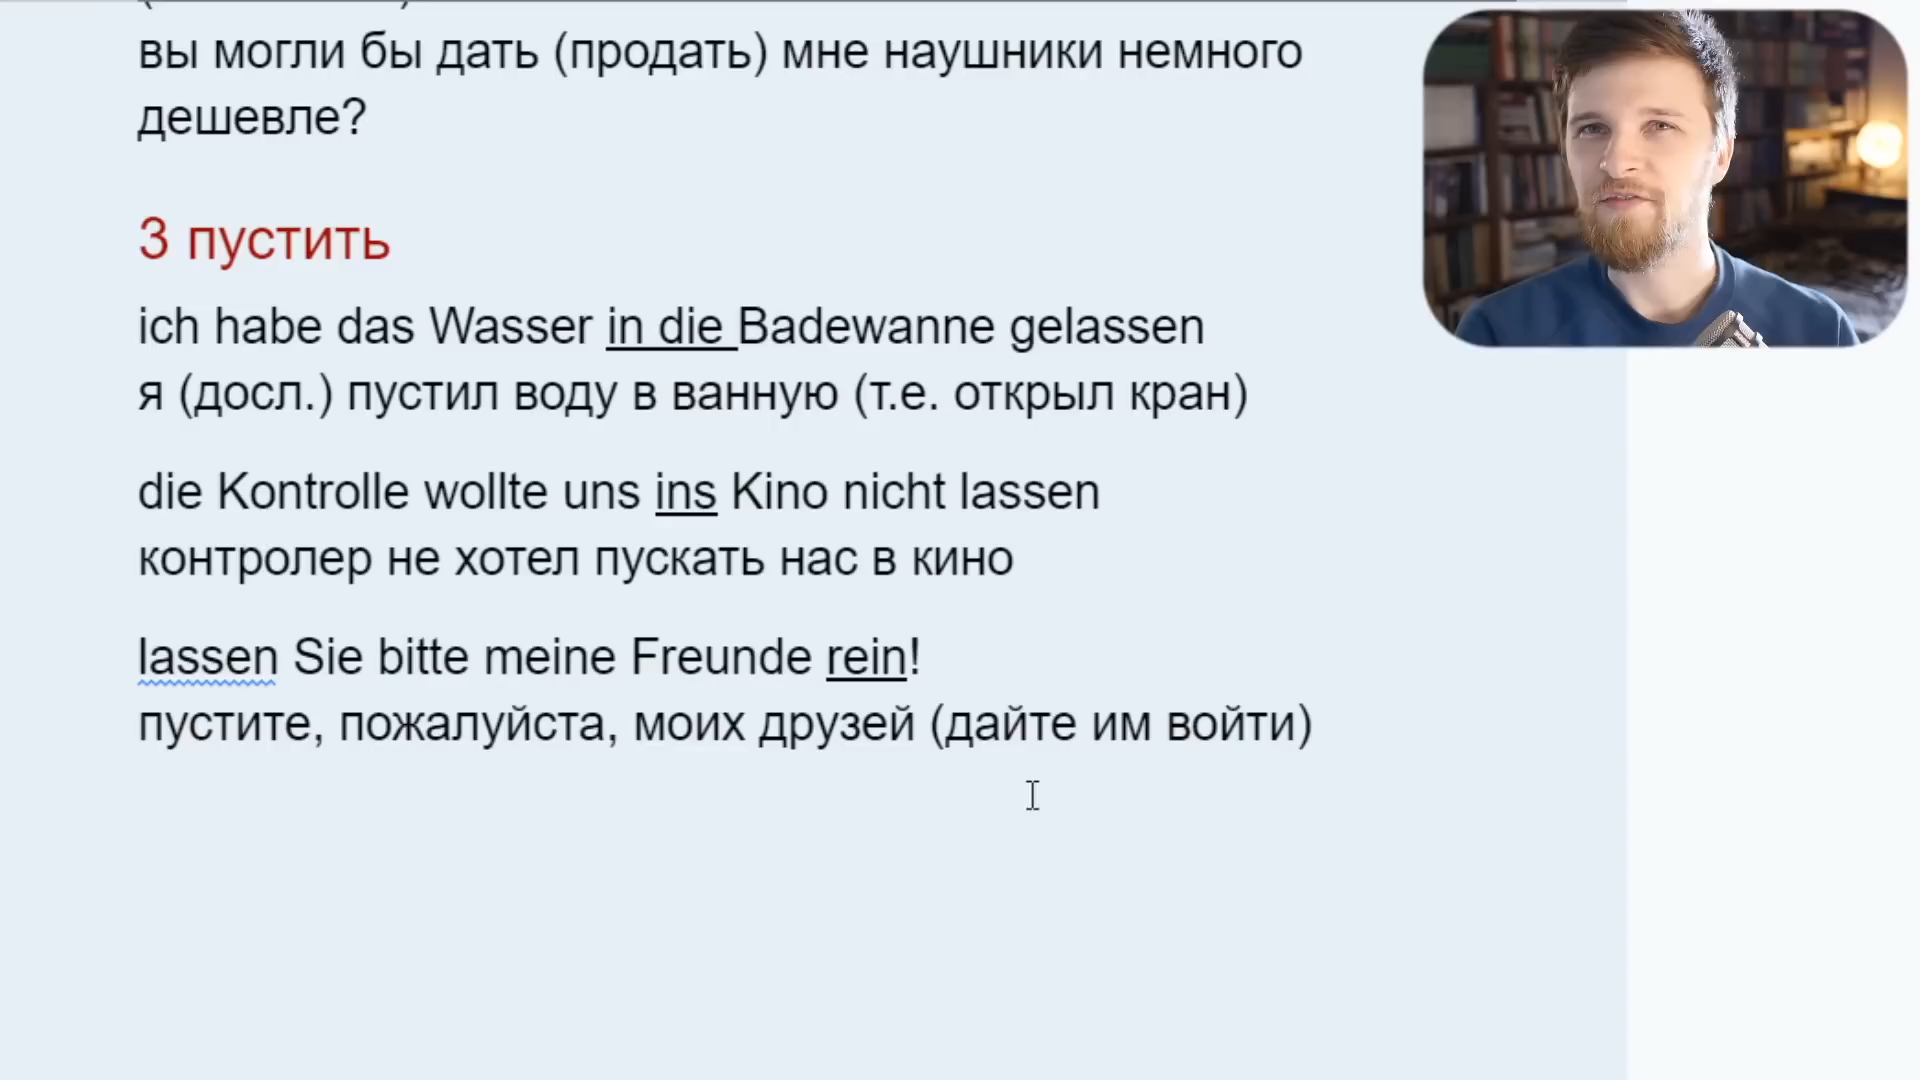 вы могли бы дать (продать) мне наушники немного
дешевле?
3 пустить
ich habe das Wasser in die Badewanne gelassen
я (досл.) пустил воду в ванную (т.е. открыл кран)
die Kontrolle wollte uns ins Kino nicht lassen
контролер не хотел пускать нас в кино
lassen Sie bitte meine Freunde rein!
пустите, пожалуйста, моих друзей (дайте им войти)